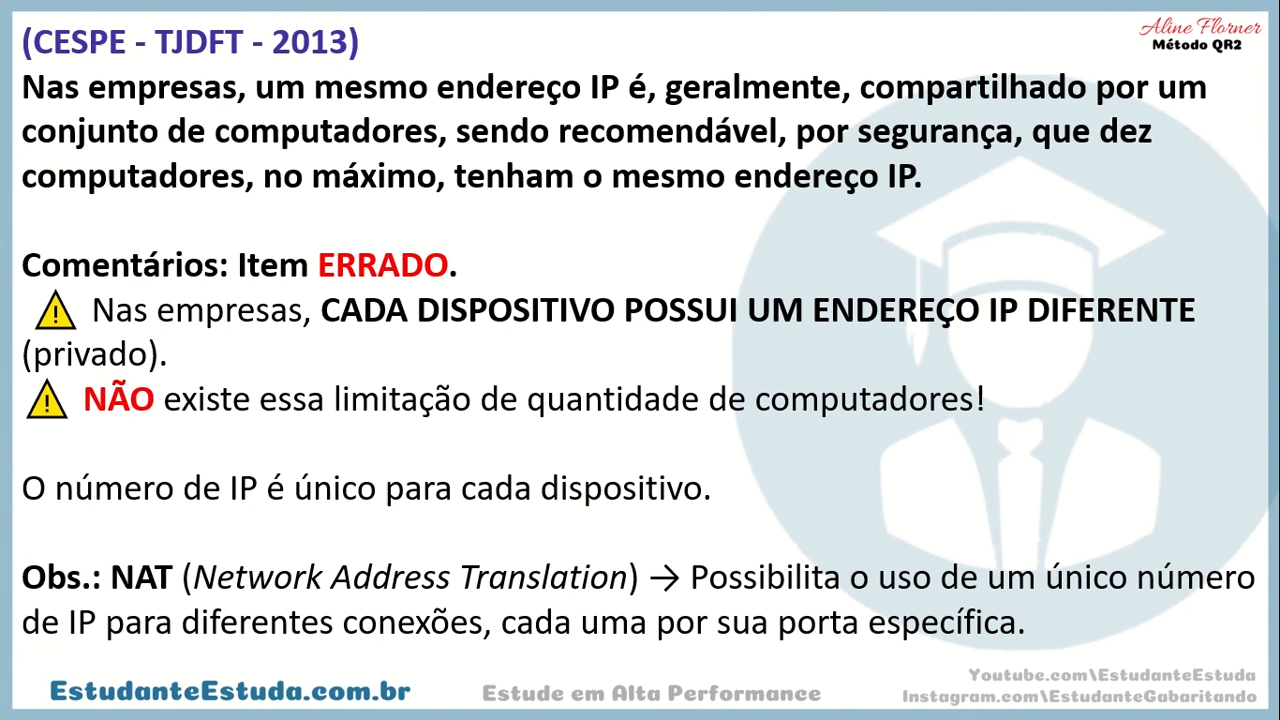 (CESPE - TJDFT - 2013)
Aline Florner
Método QR2
Nas empresas, um mesmo endereço IP é, geralmente, compartilhado por um
conjunto de computadores, sendo recomendável, por segurança, que dez
computadores, no máximo, tenham o mesmo endereço IP.
Comentários: Item ERRADO.
⚠ Nas empresas, CADA DISPOSITIVO POSSUI UM ENDEREÇO IP DIFERENTE
(privado).
⚠ NÃO existe essa limitação de quantidade de computadores!
O número de IP é único para cada dispositivo.
Obs.: NAT (Network Address Translation) → Possibilita o uso de um único número
de IP para diferentes conexões, cada uma por sua porta específica.
EstudanteEstuda.com.br
Estude em Alta Performance
Youtube.com\EstudanteEstuda
Instagram.com\EstudanteGabaritando